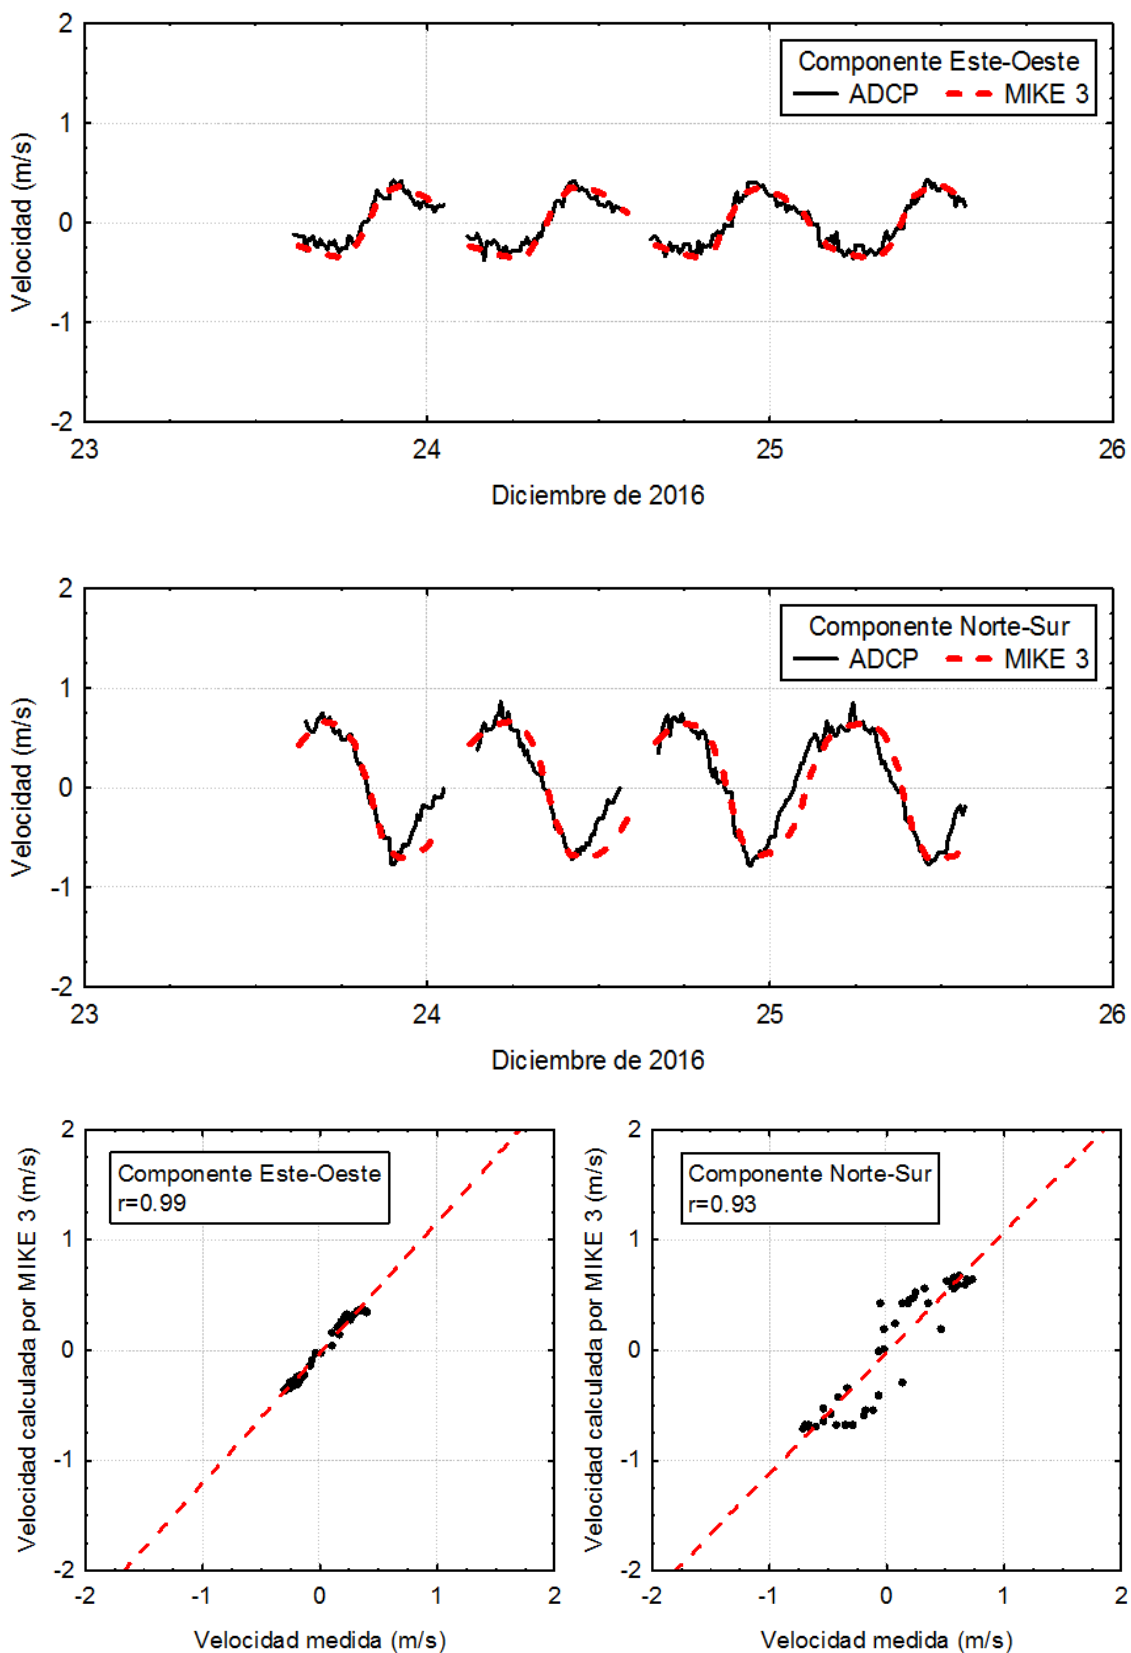 2
Componente Este-Oeste
ADCP MIKE 3
1
0
-1
-2
Velocidad (m/s)
23 24 25 26
Diciembre de 2016
2
Componente Norte-Sur
ADCP MIKE 3
1
0
-1
-2
Velocidad (m/s)
23 24 25 26
Diciembre de 2016
2
Componente Este-Oeste
r=0.99
1
0
-1
-2
Velocidad calculada por MIKE 3 (m/s)
-2 -1 0 1 2
Velocidad medida (m/s)
2
Componente Norte-Sur
r=0.93
1
0
-1
-2
Velocidad calculada por MIKE 3 (m/s)
-2 -1 0 1 2
Velocidad medida (m/s)